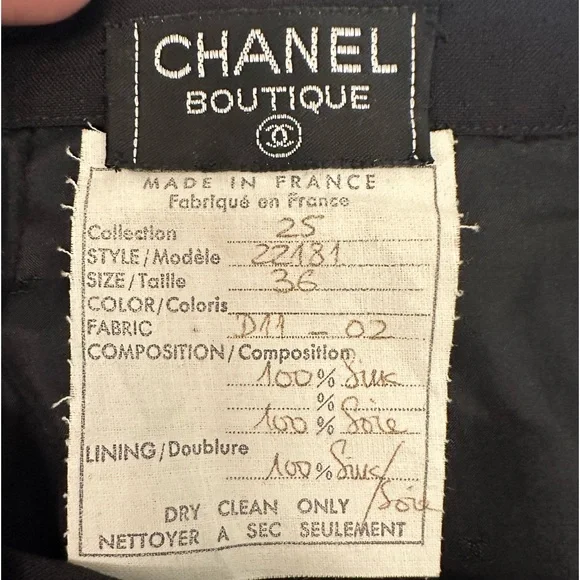 CHANEL
BOUTIQUE
MADE IN FRANCE
Fabriqué en France
Collection 25
STYLE/Modèle 22181
SIZE/Taille 36
COLOR/Coloris
FABRIC D11 - 02
COMPOSITION/Composition
100% Silk
%
100% Soie
LINING/Doublure
100% Silk/
/Soie
DRY CLEAN ONLY
NETTOYER A SEC SEULEMENT